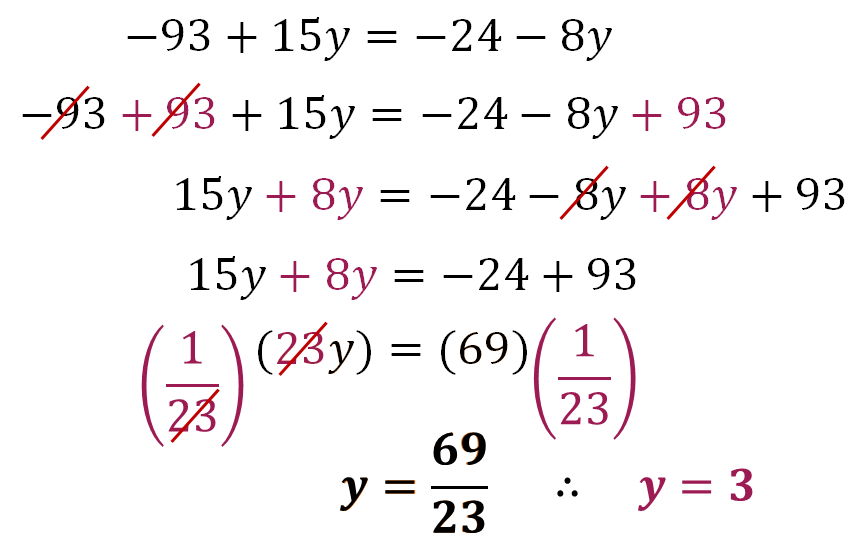 −93 + 15y = −24 − 8y
−93 + 93 + 15y = −24 − 8y + 93
15y + 8y = −24 − 8y + 8y + 93
15y + 8y = −24 + 93
(1/23)(23y) = (69)(1/23)
y = 69/23 ∴ y = 3